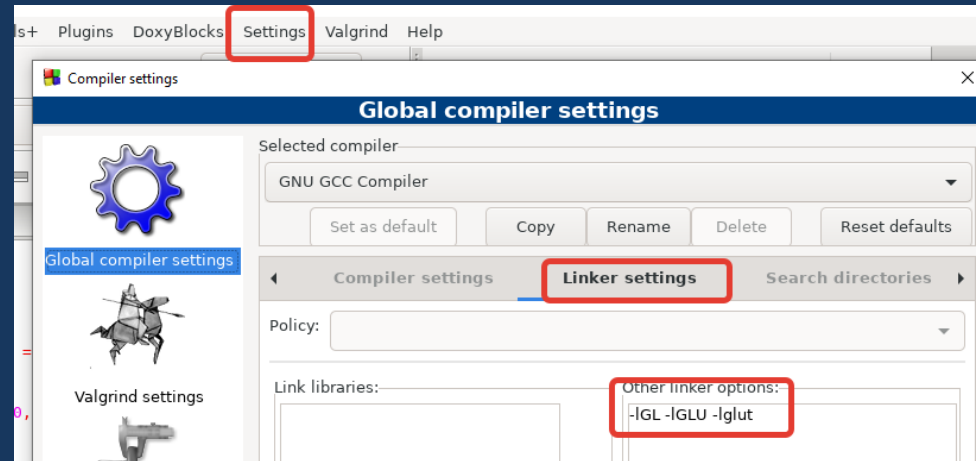 ls+ Plugins DoxyBlocks Settings Valgrind Help
Compiler settings
Global compiler settings
Selected compiler
GNU GCC Compiler
Set as default Copy Rename Delete Reset defaults
Global compiler settings
Compiler settings Linker settings Search directories
Policy:
=
Valgrind settings
Link libraries:
Other linker options:
0,
-lGL -lGLU -lglut